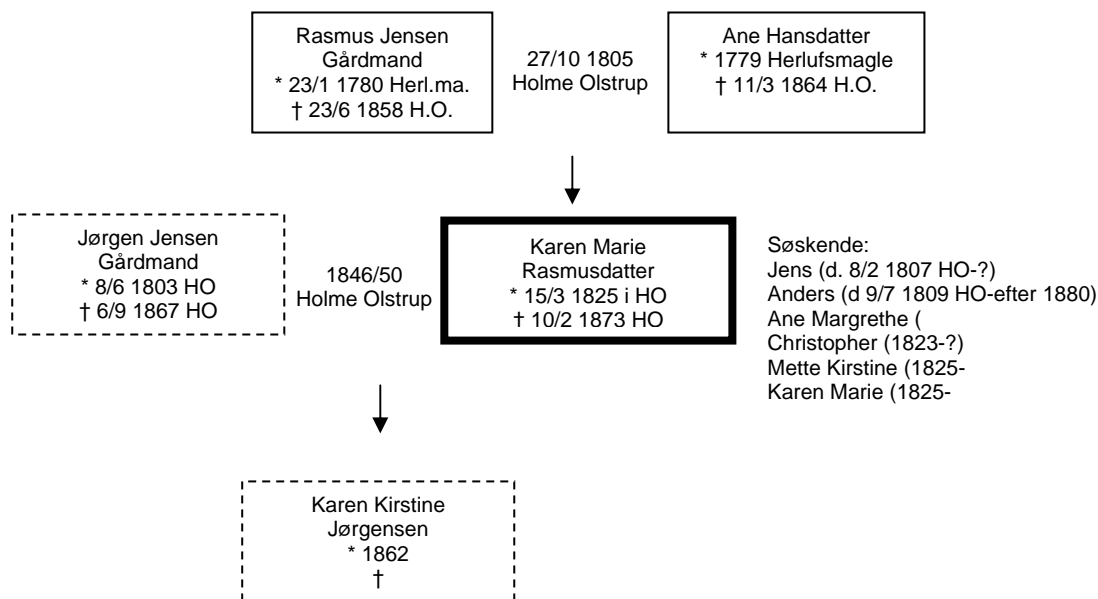 Rasmus Jensen
Gårdmand
* 23/1 1780 Herl.ma.
† 23/6 1858 H.O.
27/10 1805
Holme Olstrup
Ane Hansdatter
* 1779 Herlufsmagle
† 11/3 1864 H.O.
Jørgen Jensen
Gårdmand
* 8/6 1803 HO
† 6/9 1867 HO
1846/50
Holme Olstrup
Karen Marie
Rasmusdatter
* 15/3 1825 i HO
† 10/2 1873 HO
Søskende:
Jens (d. 8/2 1807 HO-?)
Anders (d 9/7 1809 HO-efter 1880)
Ane Margrethe (
Christopher (1823-?)
Mette Kirstine (1825-
Karen Marie (1825-
Karen Kirstine
Jørgensen
* 1862
†